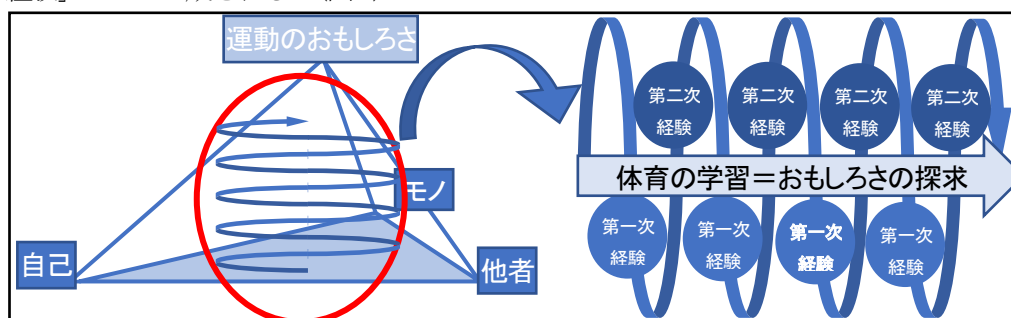 運動のおもしろさ
モノ
自己
他者
第二次
経験
第二次
経験
第二次
経験
第二次
経験
体育の学習=おもしろさの探求
第一次
経験
第一次
経験
第一次
経験
第一次
経験